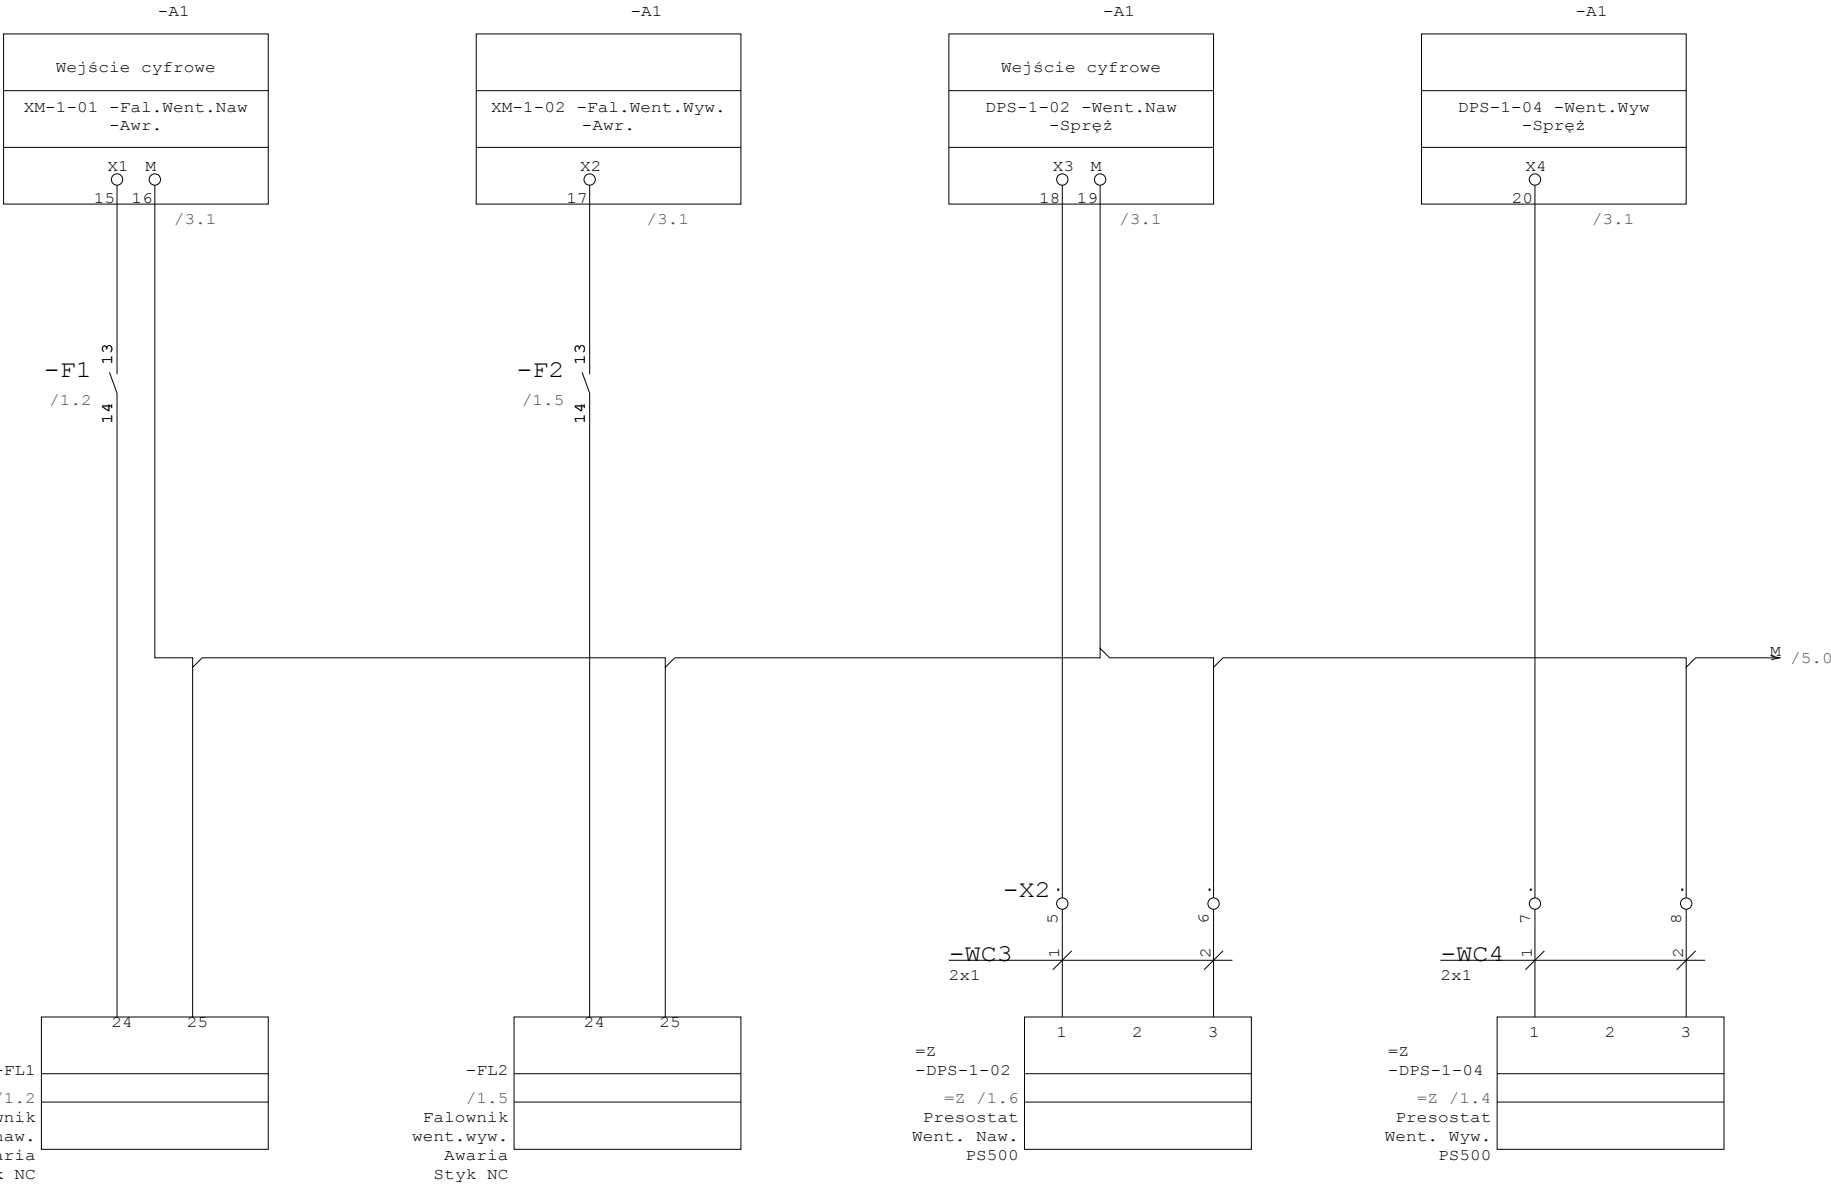 -A1
-A1
-A1
-A1
Wejście cyfrowe
Wejście cyfrowe
XM-1-01 -Fal.Went.Naw
-Awr.
XM-1-02 -Fal.Went.Wyw.
-Awr.
DPS-1-02 -Went.Naw
-Spręż
DPS-1-04 -Went.Wyw
-Spręż
X1 M
X2
X3 M
X4
15 16
17
18 19
20
/3.1
/3.1
/3.1
/3.1
13
-F1
/1.2
14
13
-F2
/1.5
14
M /5.0
-X2
5
6
7
8
-WC3 1 2
2x1
-WC4 1 2
2x1
24 25
24 25
1 2 3
1 2 3
-FL1
/1.2
wnik
naw.
aria
k NC
-FL2
/1.5
Falownik
went.wyw.
Awaria
Styk NC
=Z
-DPS-1-02
=Z /1.6
Presostat
Went. Naw.
PS500
=Z
-DPS-1-04
=Z /1.4
Presostat
Went. Wyw.
PS500